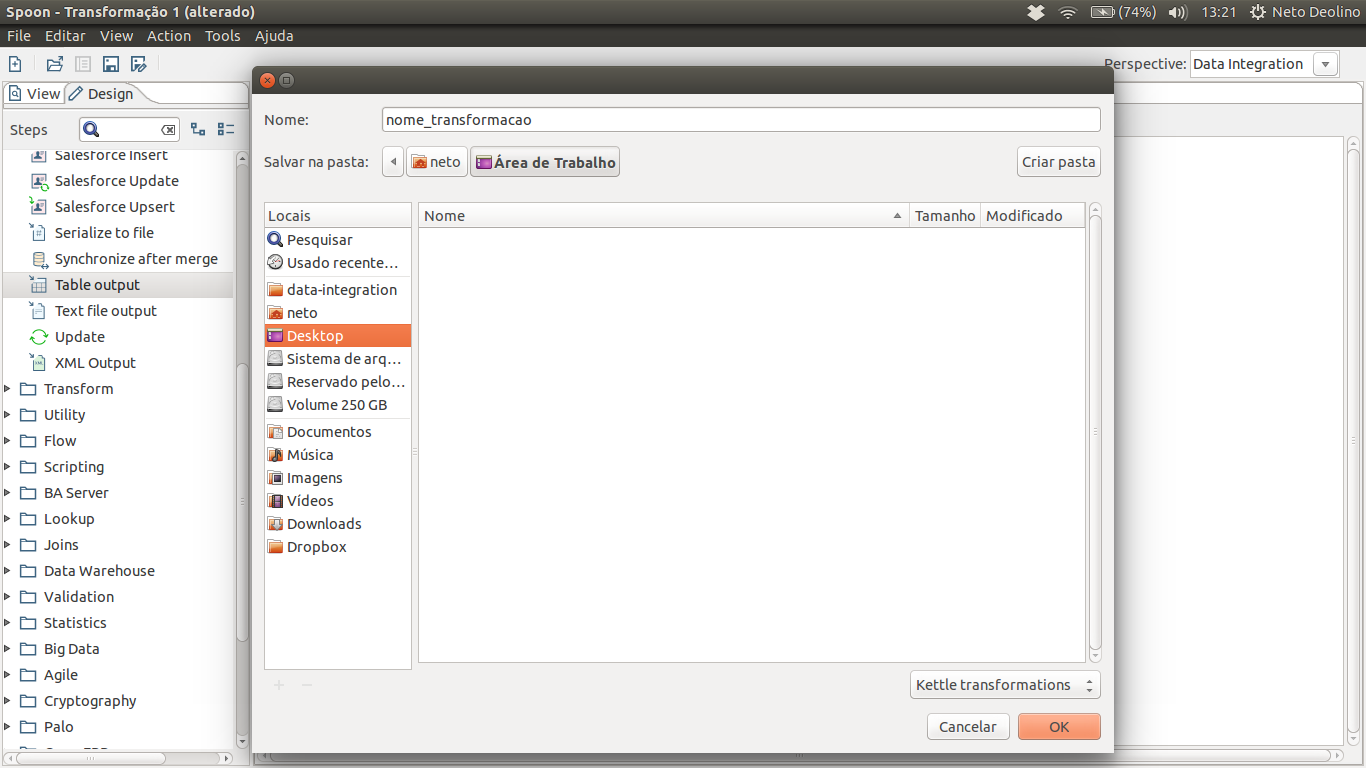 Spoon - Transformação 1 (alterado)
(74%)
13:21
Neto Deolino
File Editar View Action Tools Ajuda
Perspective: Data Integration
View Design
Steps
Salesforce Insert
Salesforce Update
Salesforce Upsert
Serialize to file
Synchronize after merge
Table output
Text file output
Update
XML Output
Transform
Utility
Flow
Scripting
BA Server
Lookup
Joins
Data Warehouse
Validation
Statistics
Big Data
Agile
Cryptography
Palo
Nome: nome_transformacao
Salvar na pasta: neto Área de Trabalho Criar pasta
Locais
Pesquisar
Usado recente...
data-integration
neto
Desktop
Sistema de arq...
Reservado pelo...
Volume 250 GB
Documentos
Música
Imagens
Vídeos
Downloads
Dropbox
Nome Tamanho Modificado
Kettle transformations
Cancelar OK